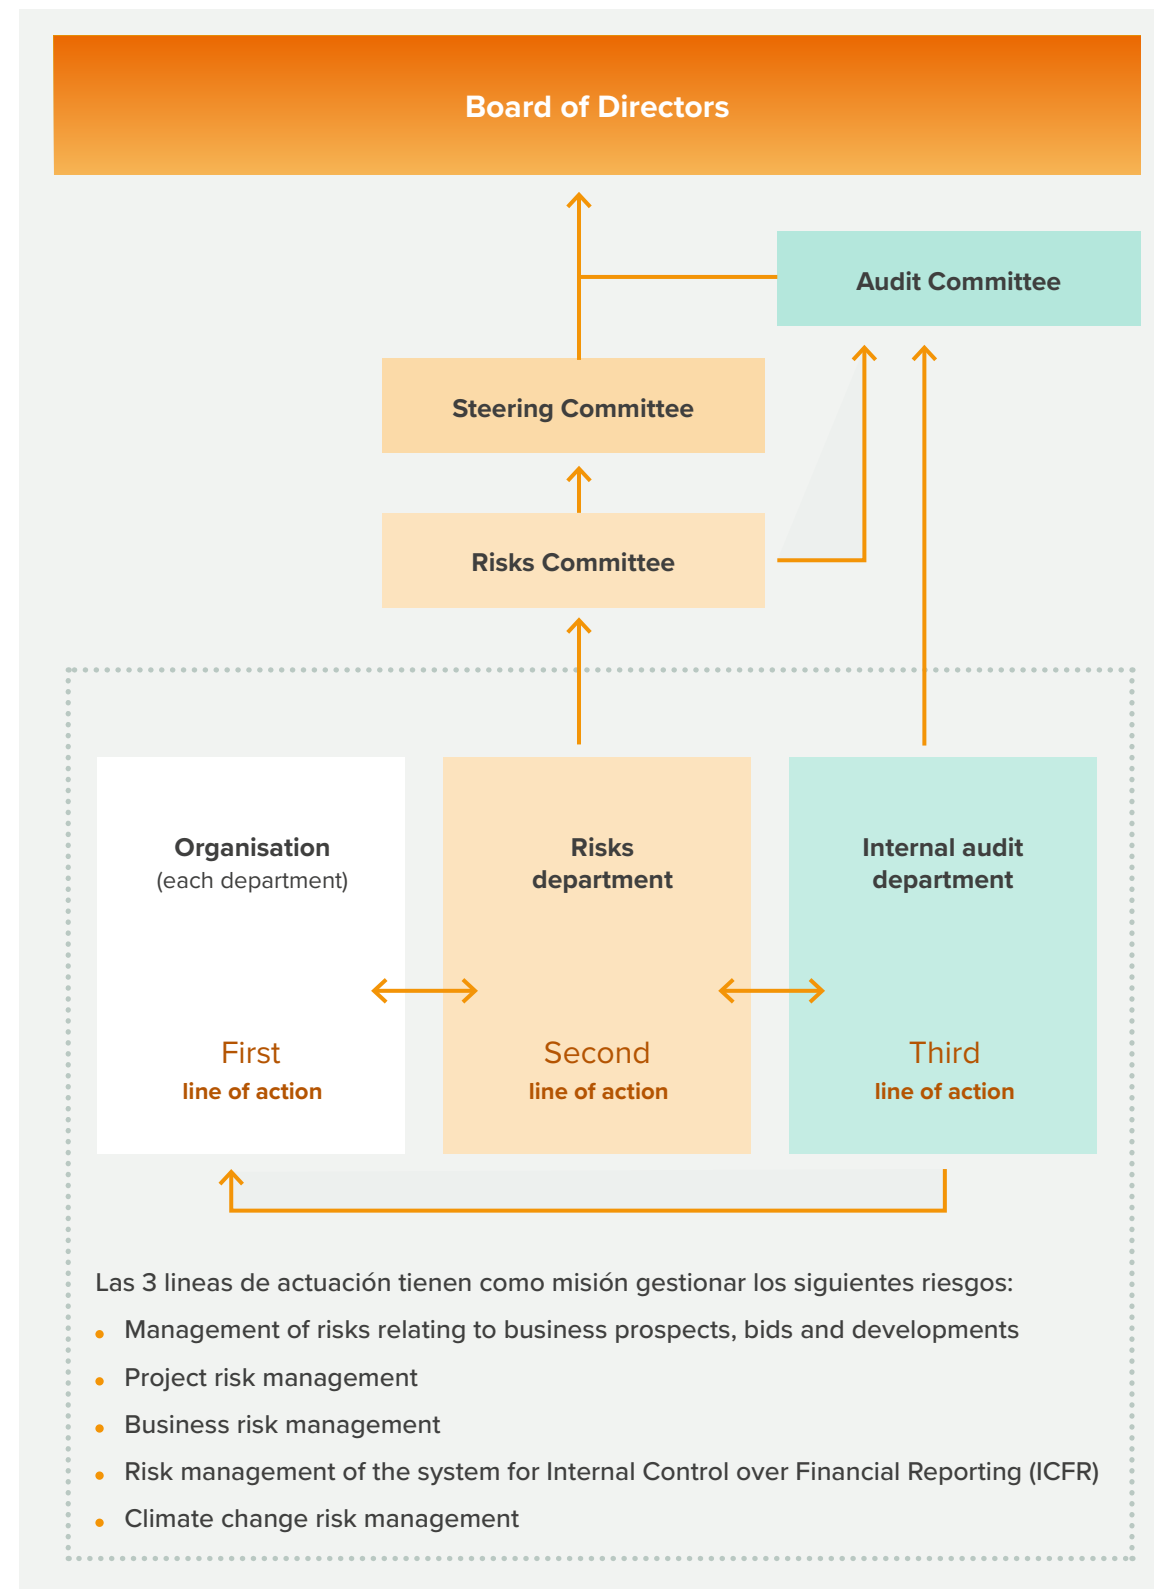 Board of Directors
Audit Committee
Steering Committee
Risks Committee
Organisation
(each department)
First
line of action
Risks
department
Second
line of action
Internal audit
department
Third
line of action
Las 3 lineas de actuación tienen como misión gestionar los siguientes riesgos:
• Management of risks relating to business prospects, bids and developments
• Project risk management
• Business risk management
• Risk management of the system for Internal Control over Financial Reporting (ICFR)
• Climate change risk management